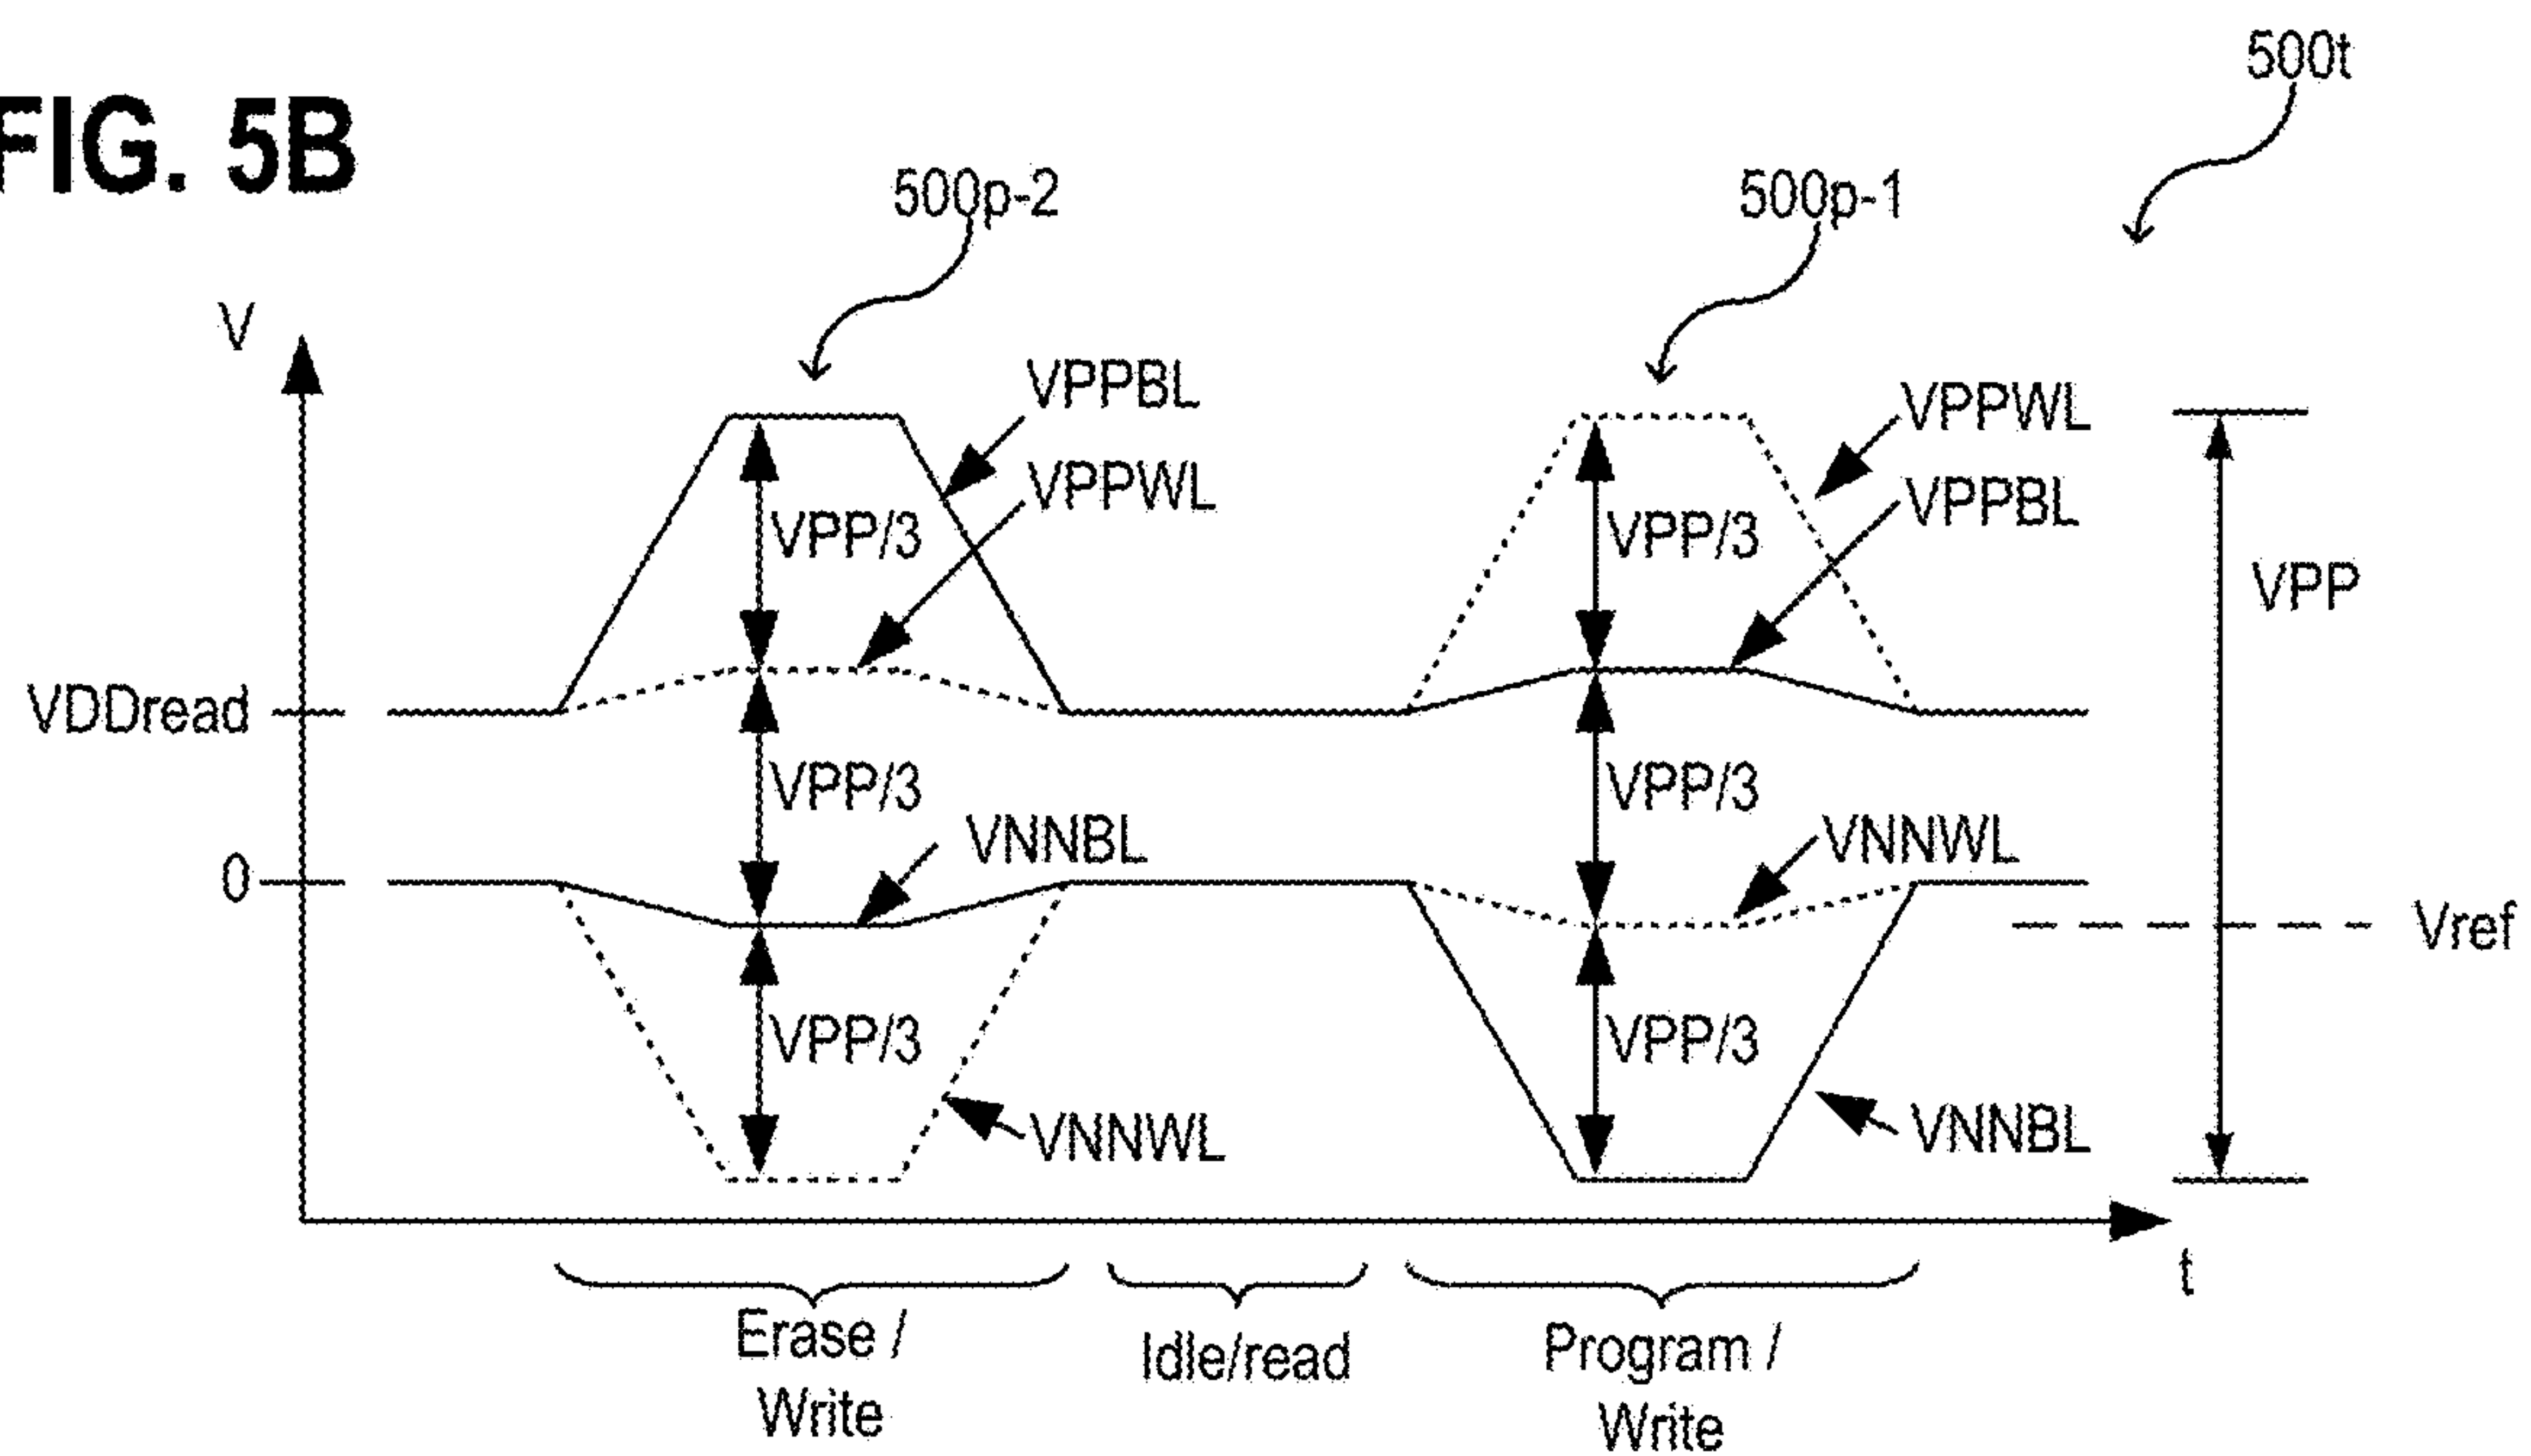 500t
FIG. 5B
500p-2
500p-1
V
VPPBL
VPPWL
VPPWL
VPPBL
VPP/3
VPP/3
VPP
VDDread
VPP/3
VPP/3
VNNBL
VNNWL
0
Vref
VPP/3
VPP/3
VNNWL
VNNBL
t
Erase /
Write
Idle/read
Program /
Write